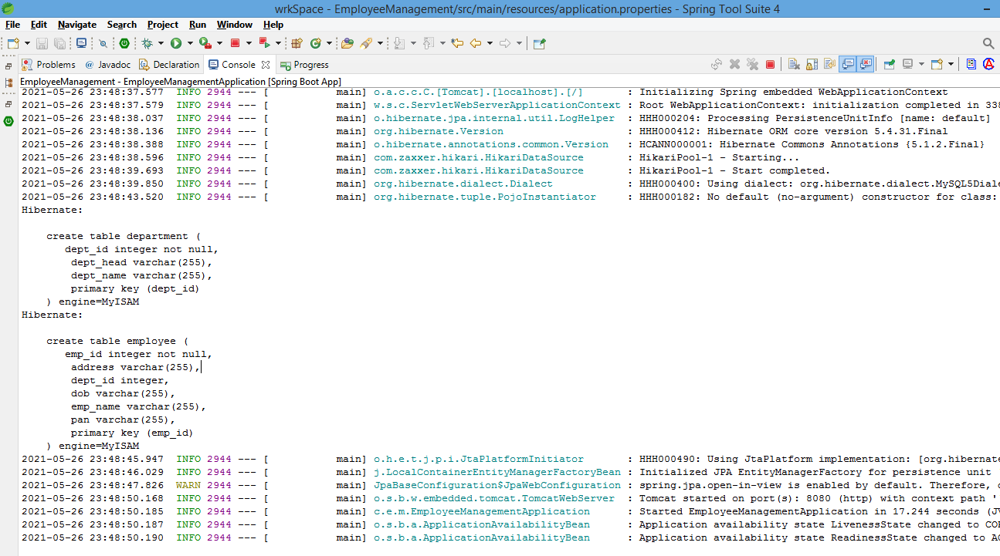 wrkSpace - EmployeeManagement/src/main/resources/application.properties - Spring Tool Suite 4
File Edit Navigate Search Project Run Window Help
Problems @ Javadoc Declaration Console Progress
EmployeeManagement - EmployeeManagementApplication [Spring Boot App]
2021-05-26 23:48:37.577 INFO 2944 --- [ main] o.a.c.c.C.[Tomcat].[localhost].[/] : Initializing Spring embedded WebApplicationContext
2021-05-26 23:48:37.579 INFO 2944 --- [ main] w.s.c.ServletWebServerApplicationContext : Root WebApplicationContext: initialization completed in 338
2021-05-26 23:48:38.037 INFO 2944 --- [ main] o.hibernate.jpa.internal.util.LogHelper : HHH000204: Processing PersistenceUnitInfo [name: default]
2021-05-26 23:48:38.136 INFO 2944 --- [ main] org.hibernate.Version : HHH000412: Hibernate ORM core version 5.4.31.Final
2021-05-26 23:48:38.388 INFO 2944 --- [ main] o.hibernate.annotations.common.Version : HCANN000001: Hibernate Commons Annotations {5.1.2.Final}
2021-05-26 23:48:38.596 INFO 2944 --- [ main] com.zaxxer.hikari.HikariDataSource : HikariPool-1 - Starting...
2021-05-26 23:48:39.693 INFO 2944 --- [ main] com.zaxxer.hikari.HikariDataSource : HikariPool-1 - Start completed.
2021-05-26 23:48:39.850 INFO 2944 --- [ main] org.hibernate.dialect.Dialect : HHH000400: Using dialect: org.hibernate.dialect.MySQL5Diale
2021-05-26 23:48:43.520 INFO 2944 --- [ main] org.hibernate.tuple.PojoInstantiator : HHH000182: No default (no-argument) constructor for class:
Hibernate:
create table department (
dept_id integer not null,
dept_head varchar(255),
dept_name varchar(255),
primary key (dept_id)
) engine=MyISAM
Hibernate:
create table employee (
emp_id integer not null,
address varchar(255),
dept_id integer,
dob varchar(255),
emp_name varchar(255),
pan varchar(255),
primary key (emp_id)
) engine=MyISAM
2021-05-26 23:48:45.947 INFO 2944 --- [ main] o.h.e.t.j.p.i.JtaPlatformInitiator : HHH000490: Using JtaPlatform implementation: [org.hibernate
2021-05-26 23:48:46.029 INFO 2944 --- [ main] j.LocalContainerEntityManagerFactoryBean : Initialized JPA EntityManagerFactory for persistence unit
2021-05-26 23:48:47.826 WARN 2944 --- [ main] JpaBaseConfiguration$JpaWebConfiguration : spring.jpa.open-in-view is enabled by default. Therefore,
2021-05-26 23:48:50.168 INFO 2944 --- [ main] o.s.b.w.embedded.tomcat.TomcatWebServer : Tomcat started on port(s): 8080 (http) with context path '
2021-05-26 23:48:50.185 INFO 2944 --- [ main] c.e.m.EmployeeManagementApplication : Started EmployeeManagementApplication in 17.244 seconds (JV
2021-05-26 23:48:50.187 INFO 2944 --- [ main] o.s.b.a.ApplicationAvailabilityBean : Application availability state LivenessState changed to COR
2021-05-26 23:48:50.190 INFO 2944 --- [ main] o.s.b.a.ApplicationAvailabilityBean : Application availability state ReadinessState changed to AC